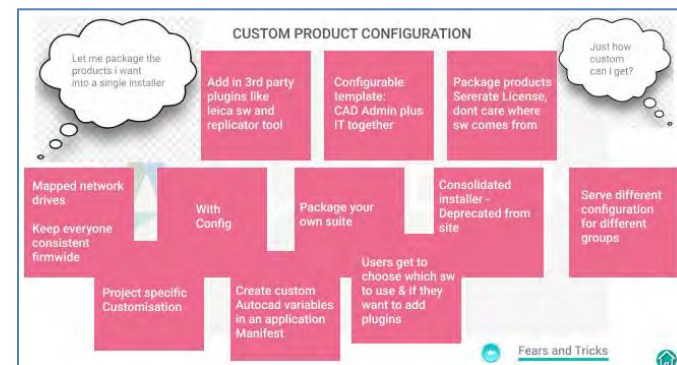 CUSTOM PRODUCT CONFIGURATION
Let me package the
products i want
into a single installer
Just how
custom
can i get?
Add in 3rd party
plugins like
leica sw and
replicator tool
Configurable
template:
CAD Admin plus
IT together
Package products
Sererate License,
dont care where
sw comes from
Mapped network
drives
Keep everyone
consistent
firmwide
With
Config
Package your
own suite
Consolidated
installer -
Deprecated from
site
Serve different
configuration
for different
groups
Project specific
Customisation
Create custom
Autocad variables
in an application
Manifest
Users get to
choose which sw
to use & if they
want to add
plugins
Fears and Tricks